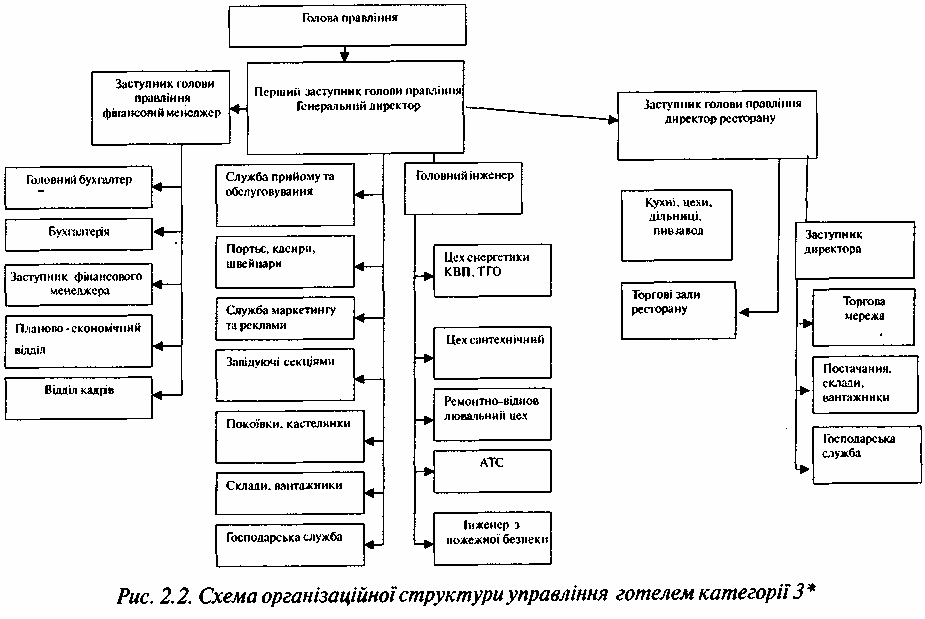 Голова правління
Заступник голови
правління
фінансовий менеджер
Перший заступник голови правління
Генеральний директор
Заступник голови правління
директор ресторану
Головний бухгалтер
Бухгалтерія
Заступник фінансового
менеджера
Планово - економічний
відділ
Відділ кадрів
Служба прийому та
обслуговування
Портьє, касири,
швейцари
Служба маркетингу
та реклами
Завідуючі секціями
Покоївки, кастелянки
Склади, вантажники
Господарська служба
Головний інженер
Цех енергетики
КВП, ТГО
Цех сантехнічний
Ремонтно-віднов
лювальний цех
АТС
Інженер з
пожежної безпеки
Кухні, цехи,
дільниці,
пивзавод
Торгові зали
ресторану
Заступник
директора
Торгова
мережа
Постачання,
склади,
вантажники
Господарська
служба
Рис. 2.2. Схема організаційної структури управління готелем категорії 3*